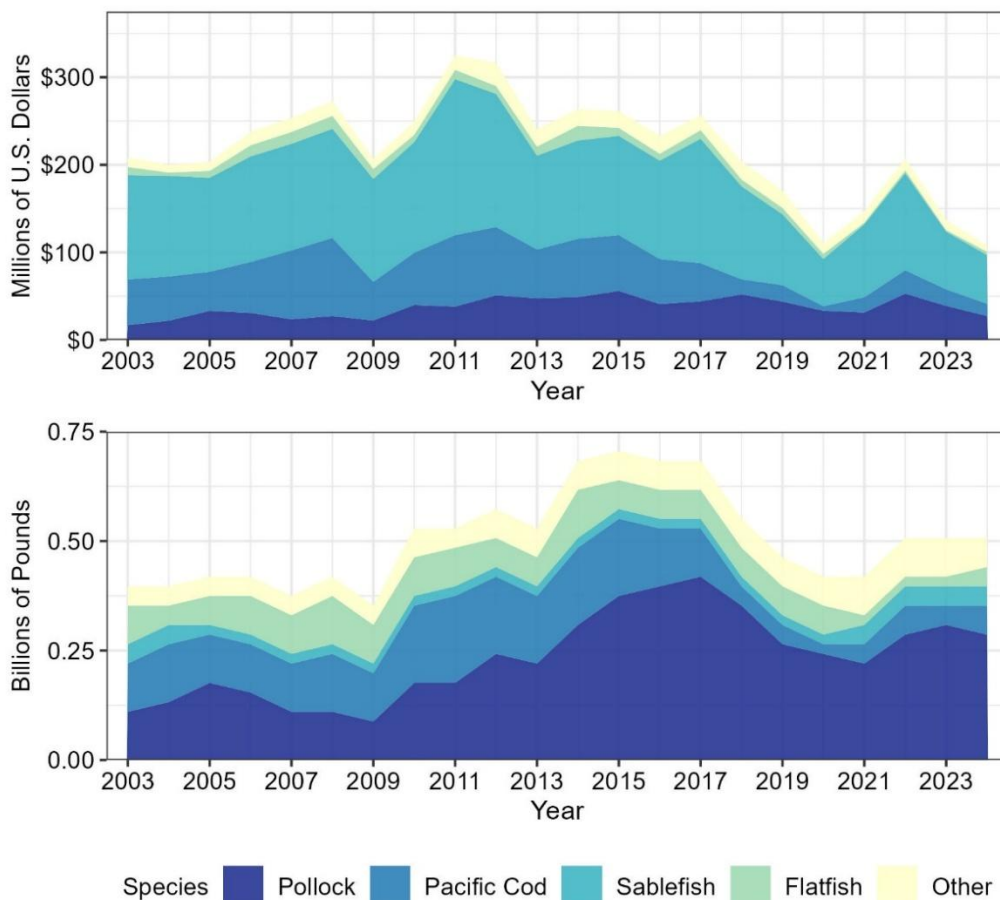 Millions of U.S. Dollars
$300
$200
$100
$0
2003 2005 2007 2009 2011 2013 2015 2017 2019 2021 2023
Year
Billions of Pounds
0.75
0.50
0.25
0.00
2003 2005 2007 2009 2011 2013 2015 2017 2019 2021 2023
Year
Species Pollock Pacific Cod Sablefish Flatfish Other